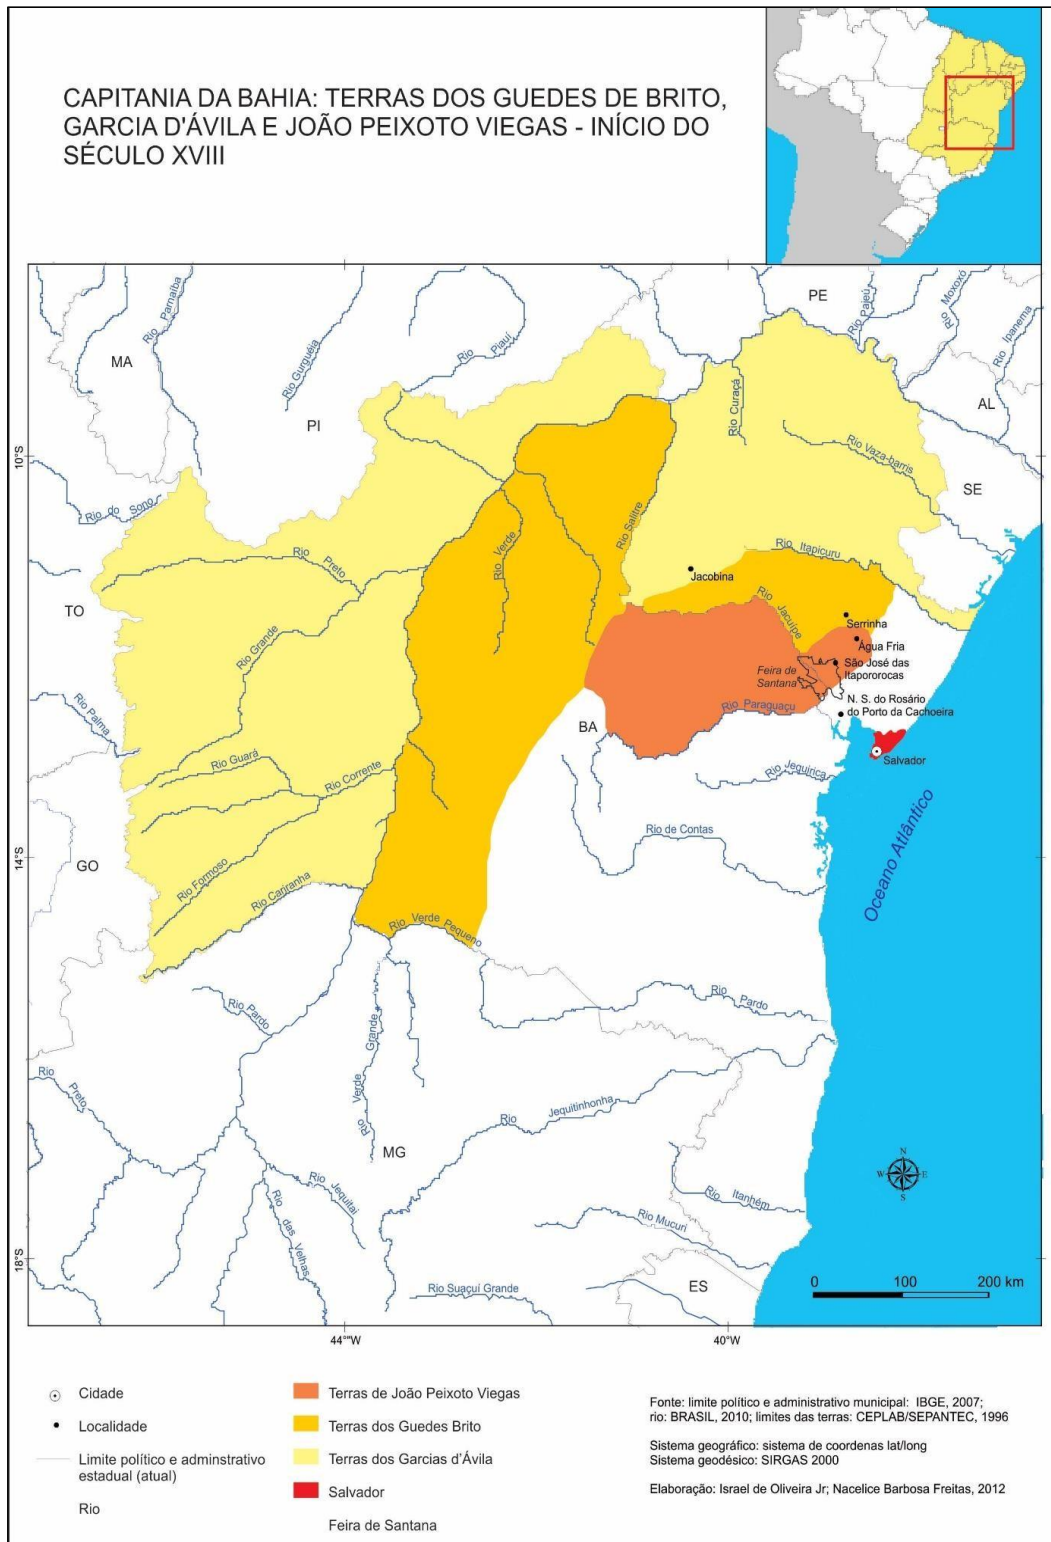 CAPITANIA DA BAHIA: TERRAS DOS GUEDES DE BRITO,
GARCIA D'ÁVILA E JOÃO PEIXOTO VIEGAS - INÍCIO DO
SÉCULO XVIII
PE
Rio Pajeú
Rio Moxoxó
Rio Ipanema
Rio Parnaíba
MA
Rio Gurguéia
Rio Piauí
PI
Rio Curaçá
AL
10°S
Rio Vaza-barris
SE
Rio do Sono
Rio Verde
Rio Salitre
Rio Preto
Rio Itapicuru
Jacobina
TO
Rio Jacuípe
Serrinha
Rio Grande
Água Fria
São José das
Itapororocas
Feira de
Santana
N. S. do Rosário
do Porto da Cachoeira
Rio Paraguaçu
Rio Palma
BA
Salvador
Rio Guará
Rio Corrente
Rio Jequiriça
Rio de Contas
Oceano Atlântico
14°S
GO
Rio Formoso
Rio Cariranha
Rio Verde Pequeno
Rio Pardo
Rio Pardo
Rio Verde Grande
Rio Preto
Rio Jequitinhonha
MG
N
W E
S
Rio Jequitaí
Rio das Velhas
Rio Itanhém
Rio Mucuri
18°S
Rio Suaçuí Grande
ES
0 100 200 km
44°W 40°W
Cidade
Localidade
Limite político e adminstrativo
estadual (atual)
Rio
Terras de João Peixoto Viegas
Terras dos Guedes Brito
Terras dos Garcias d'Ávila
Salvador
Feira de Santana
Fonte: limite político e administrativo municipal: IBGE, 2007;
rio: BRASIL, 2010; limites das terras: CEPLAB/SEPANTEC, 1996
Sistema geográfico: sistema de coordenas lat/long
Sistema geodésico: SIRGAS 2000
Elaboração: Israel de Oliveira Jr; Nacelice Barbosa Freitas, 2012